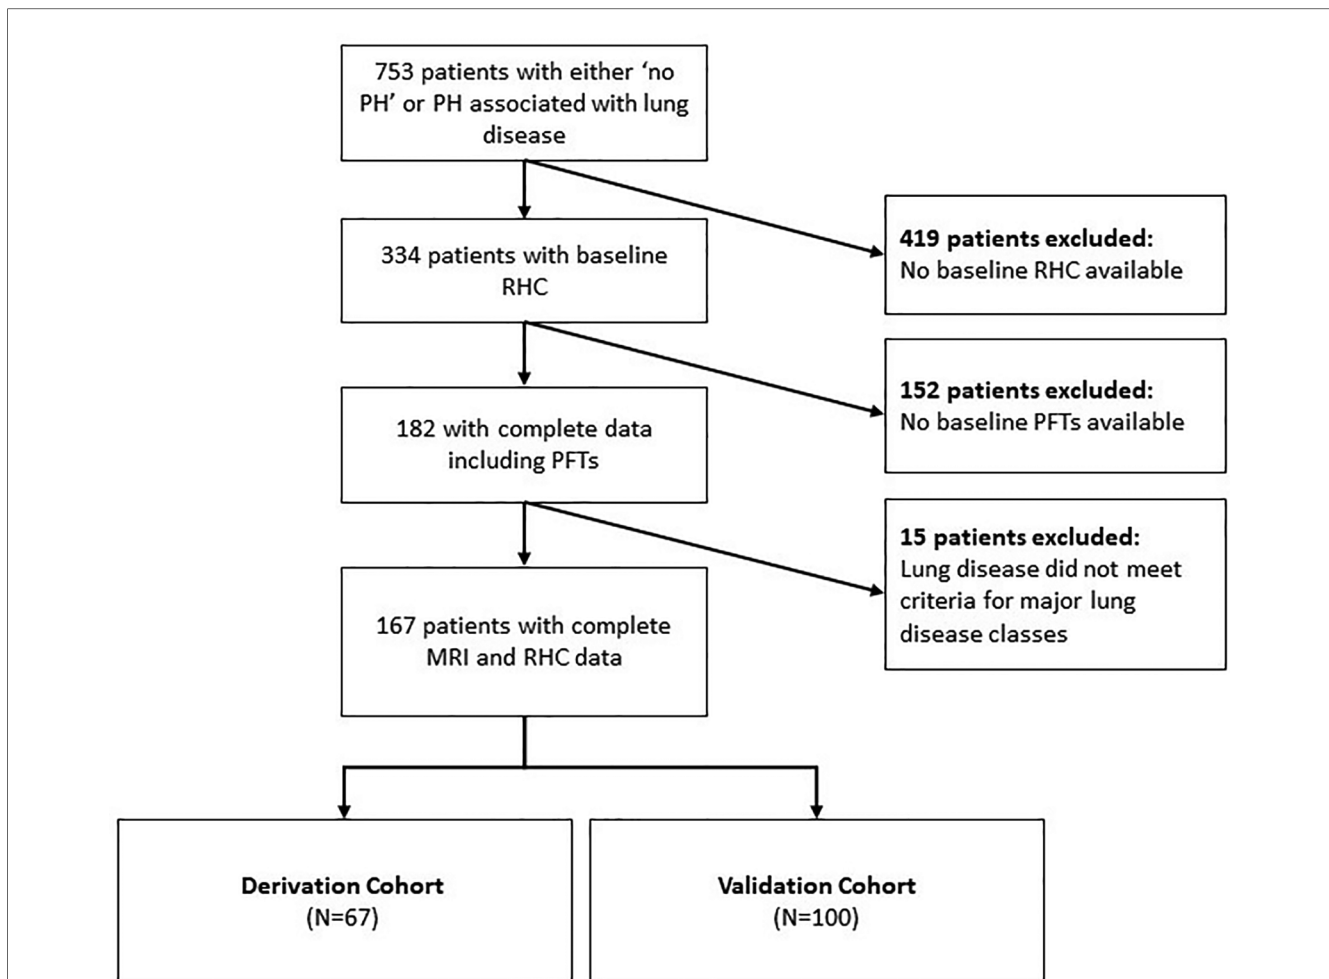 753 patients with either ‘no
PH’ or PH associated with lung
disease
419 patients excluded:
No baseline RHC available
334 patients with baseline
RHC
152 patients excluded:
No baseline PFTs available
182 with complete data
including PFTs
15 patients excluded:
Lung disease did not meet
criteria for major lung
disease classes
167 patients with complete
MRI and RHC data
Derivation Cohort
(N=67)
Validation Cohort
(N=100)